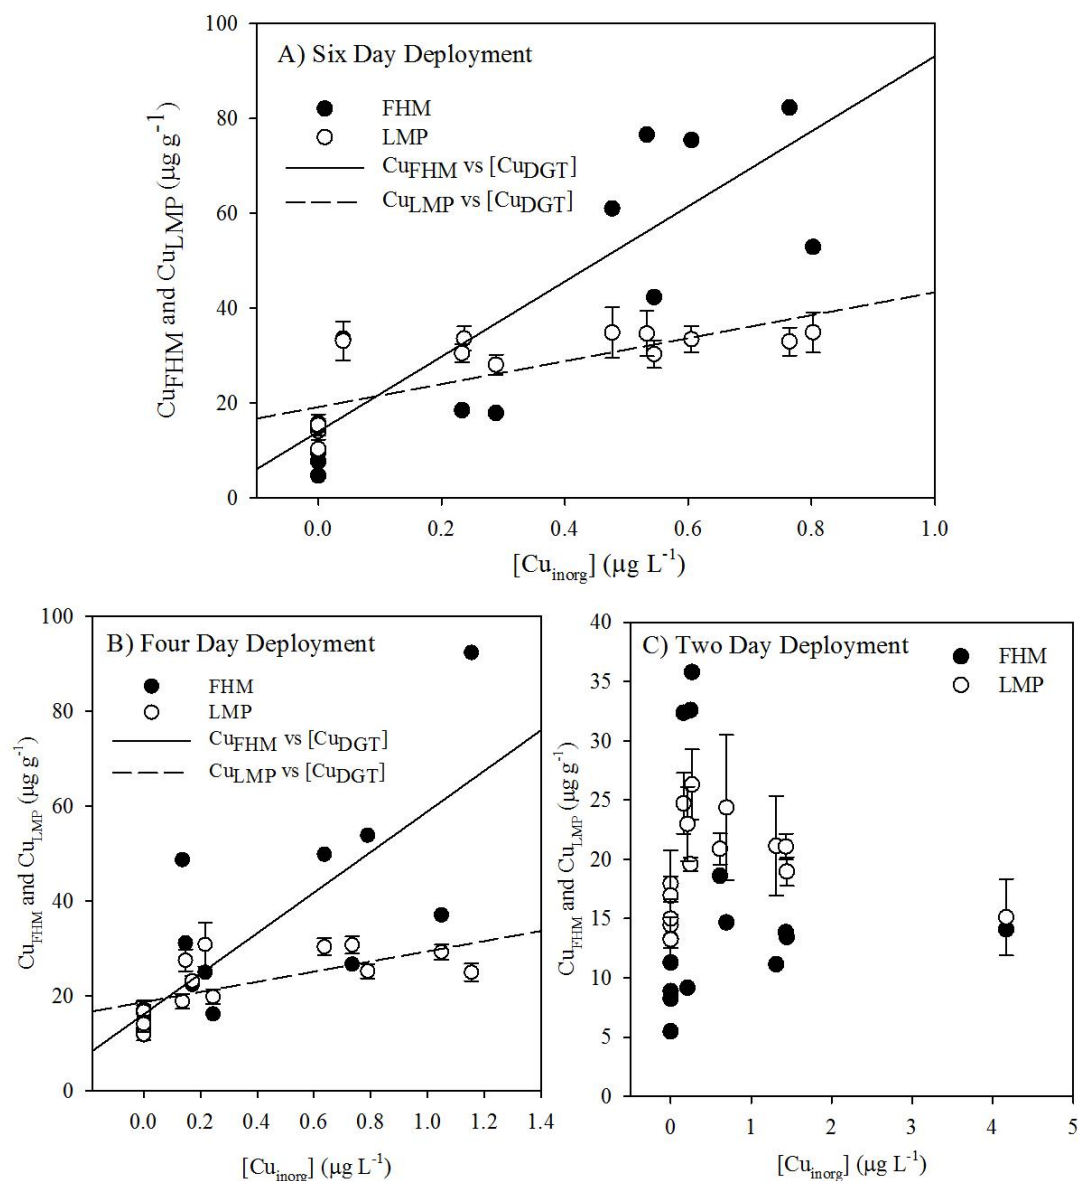 A) Six Day Deployment
FHM
LMP
CuFHM vs [CuDGT]
CuLMP vs [CuDGT]
CuFHM and CuLMP (µg g-1)
100
80
60
40
20
0
0.0 0.2 0.4 0.6 0.8 1.0
[Cuinorg] (µg L-1)
B) Four Day Deployment
FHM
LMP
CuFHM vs [CuDGT]
CuLMP vs [CuDGT]
CuFHM and CuLMP (µg g-1)
100
80
60
40
20
0
0.0 0.2 0.4 0.6 0.8 1.0 1.2 1.4
[Cuinorg] (µg L-1)
C) Two Day Deployment
FHM
LMP
CuFHM and CuLMP (µg g-1)
40
35
30
25
20
15
10
5
0
0 1 2 3 4 5
[Cuinorg] (µg L-1)